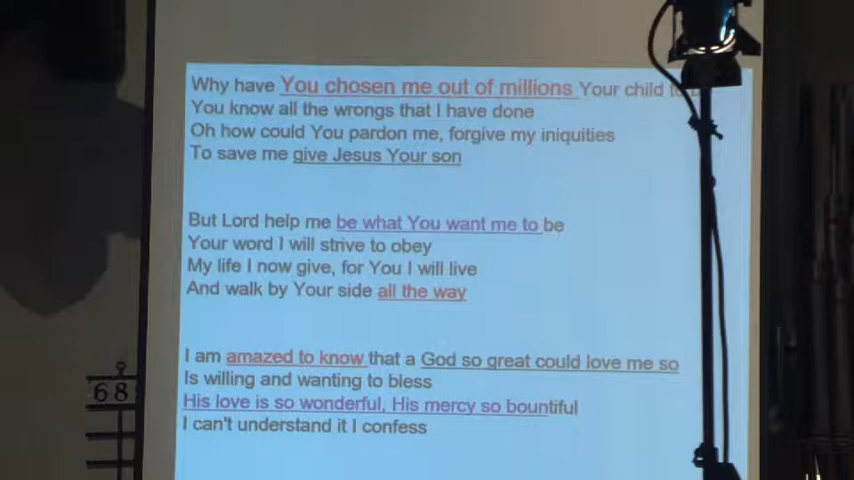 Why have You chosen me out of millions Your child
You know all the wrongs that I have done
Oh how could You pardon me, forgive my iniquities
To save me give Jesus Your son
But Lord help me be what You want me to be
Your word I will strive to obey
My life I now give, for You I will live
And walk by Your side all the way
I am amazed to know that a God so great could love me so
Is willing and wanting to bless
His love is so wonderful, His mercy so bountiful
I can't understand it I confess
68